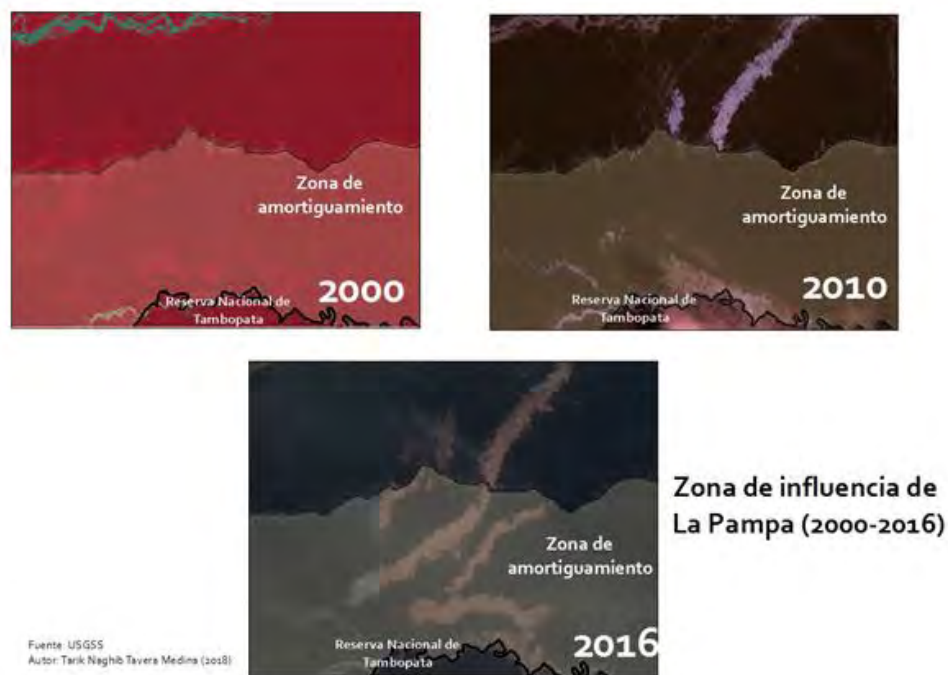 Zona de
amortiguamiento
2000
Reserva Nacional de
Tambopata
Zona de
amortiguamiento
2010
Reserva Nacional de
Tambopata
Zona de
amortiguamiento
2016
Reserva Nacional de
Tambopata
Zona de influencia de
La Pampa (2000-2016)
Fuente: USGSS
Autor: Tarik Naghib Tavera Medina (2018)